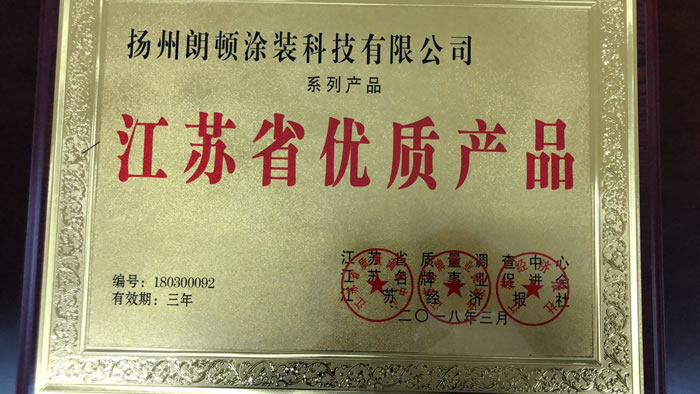 扬州朗顿涂装科技有限公司
系列产品
江苏省优质产品
江苏省质量调查中心
江苏名牌事业促进会
江苏经济报社
编号：180300092
有效期：三年
二〇一八年三月